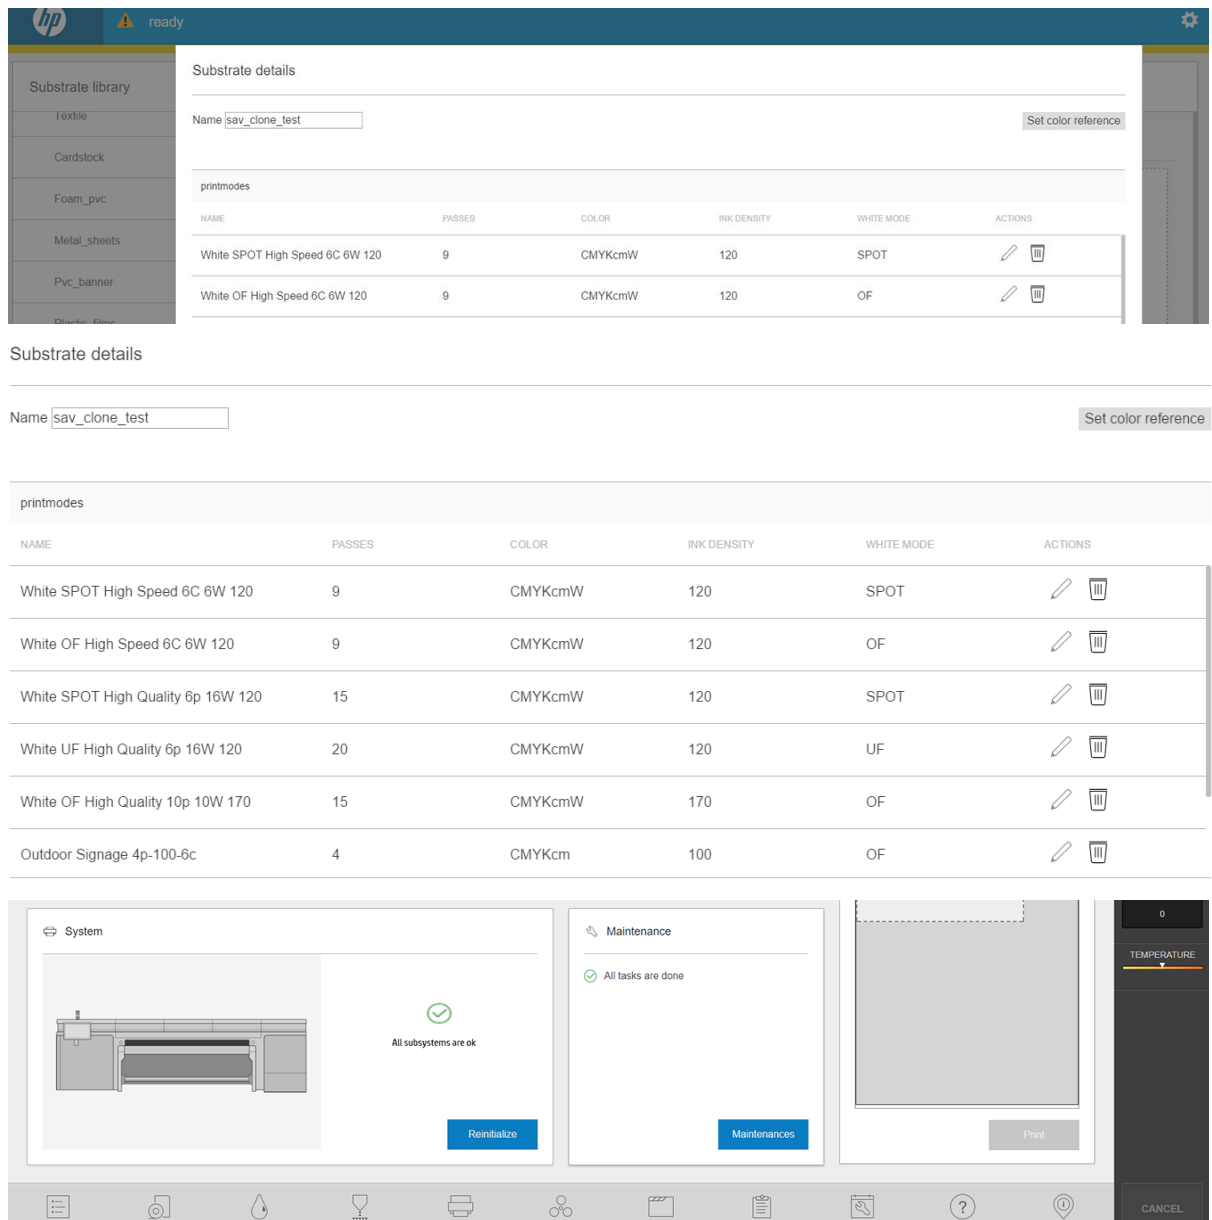 hp ready
Substrate details
Substrate library
Textile
Name sav_clone_test Set color reference
Cardstock
printmodes
Foam_pvc
NAME PASSES COLOR INK DENSITY WHITE MODE ACTIONS
Metal_sheets
White SPOT High Speed 6C 6W 120 9 CMYKcmW 120 SPOT
Pvc_banner
White OF High Speed 6C 6W 120 9 CMYKcmW 120 OF
Plastic_films
Substrate details
Name sav_clone_test Set color reference
printmodes
NAME PASSES COLOR INK DENSITY WHITE MODE ACTIONS
White SPOT High Speed 6C 6W 120 9 CMYKcmW 120 SPOT
White OF High Speed 6C 6W 120 9 CMYKcmW 120 OF
White SPOT High Quality 6p 16W 120 15 CMYKcmW 120 SPOT
White UF High Quality 6p 16W 120 20 CMYKcmW 120 UF
White OF High Quality 10p 10W 170 15 CMYKcmW 170 OF
Outdoor Signage 4p-100-6c 4 CMYKcm 100 OF
0
System Maintenance
TEMPERATURE
All tasks are done
All subsystems are ok
Reinitialize Maintenances Print
CANCEL